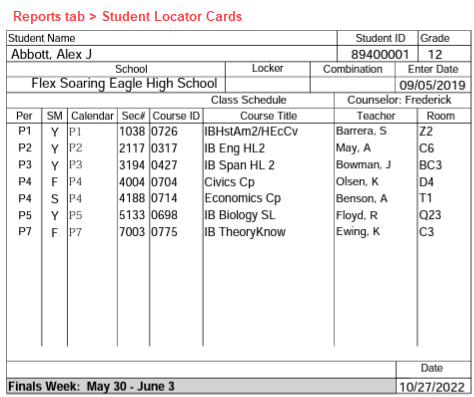 Reports tab > Student Locator Cards
Student Name Student ID Grade
Abbott, Alex J 89400001 12
School Locker Combination Enter Date
Flex Soaring Eagle High School 09/05/2019
Class Schedule Counselor: Frederick
Per SM Calendar Sec# Course ID Course Title Teacher Room
P1 Y P1 1038 0726 IBHstAm2/HEcCv Barrera, S Z2
P2 Y P2 2117 0317 IB Eng HL2 May, A C6
P3 Y P3 3194 0427 IB Span HL 2 Bowman, J BC3
P4 F P4 4004 0704 Civics Cp Olsen, K D4
P4 S P4 4188 0714 Economics Cp Benson, A T1
P5 Y P5 5133 0698 IB Biology SL Floyd, R Q23
P7 F P7 7003 0775 IB TheoryKnow Ewing, K C3
Date
Finals Week: May 30 - June 3 10/27/2022